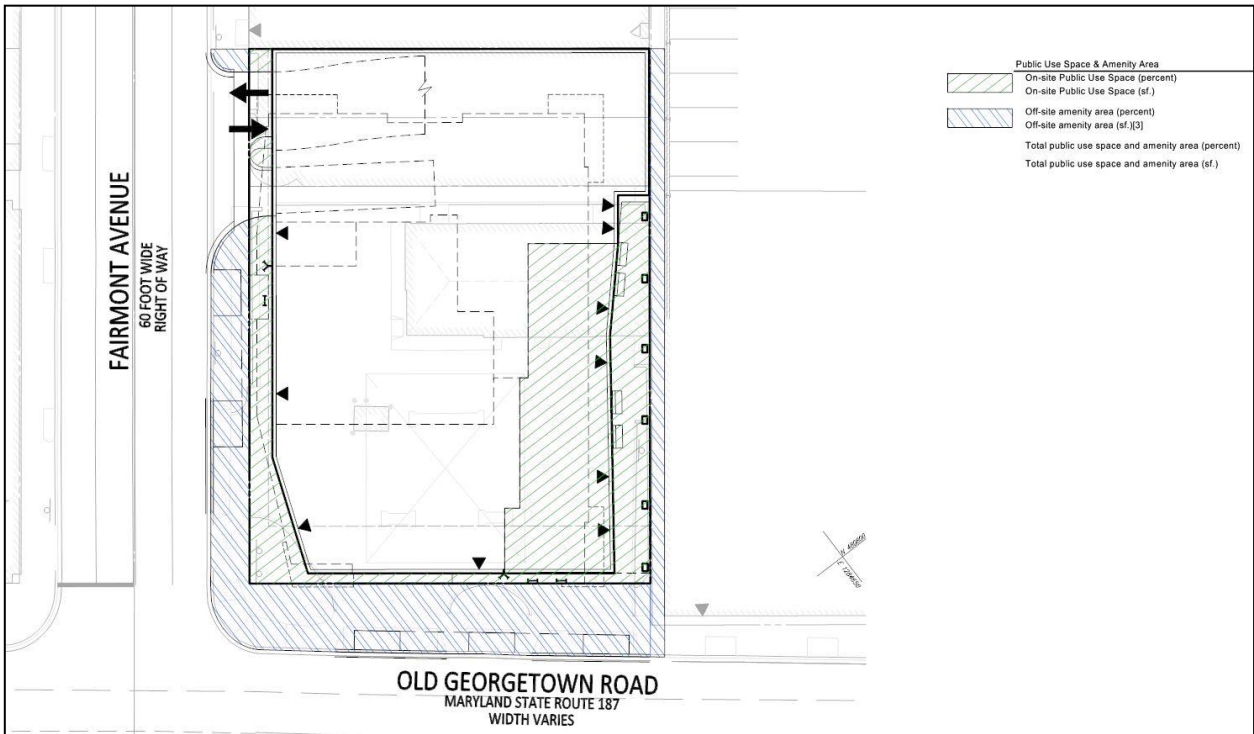 FAIRMONT AVENUE
60 FOOT WIDE
RIGHT OF WAY
OLD GEORGETOWN ROAD
MARYLAND STATE ROUTE 187
WIDTH VARIES
Public Use Space & Amenity Area
On-site Public Use Space (percent)
On-site Public Use Space (sf.)
Off-site amenity area (percent)
Off-site amenity area (sf.)[3]
Total public use space and amenity area (percent)
Total public use space and amenity area (sf.)